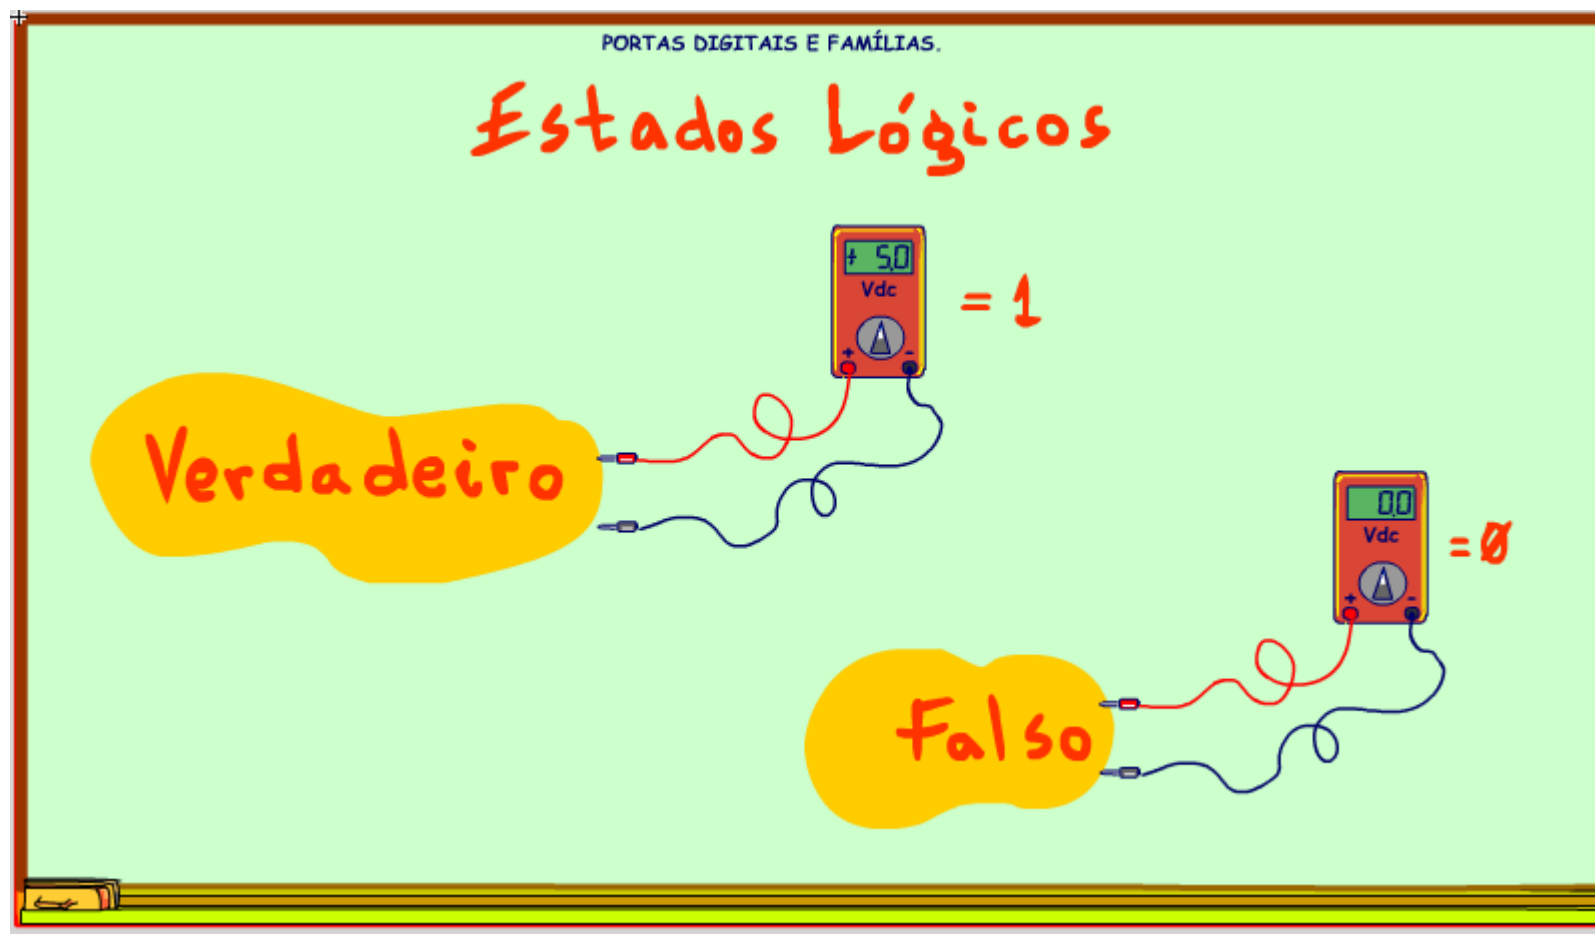 PORTAS DIGITAIS E FAMÍLIAS.
Estados Lógicos
+ 5,0
Vdc
= 1
+ -
Verdadeiro
0,0
Vdc
= 0
+ -
Falso